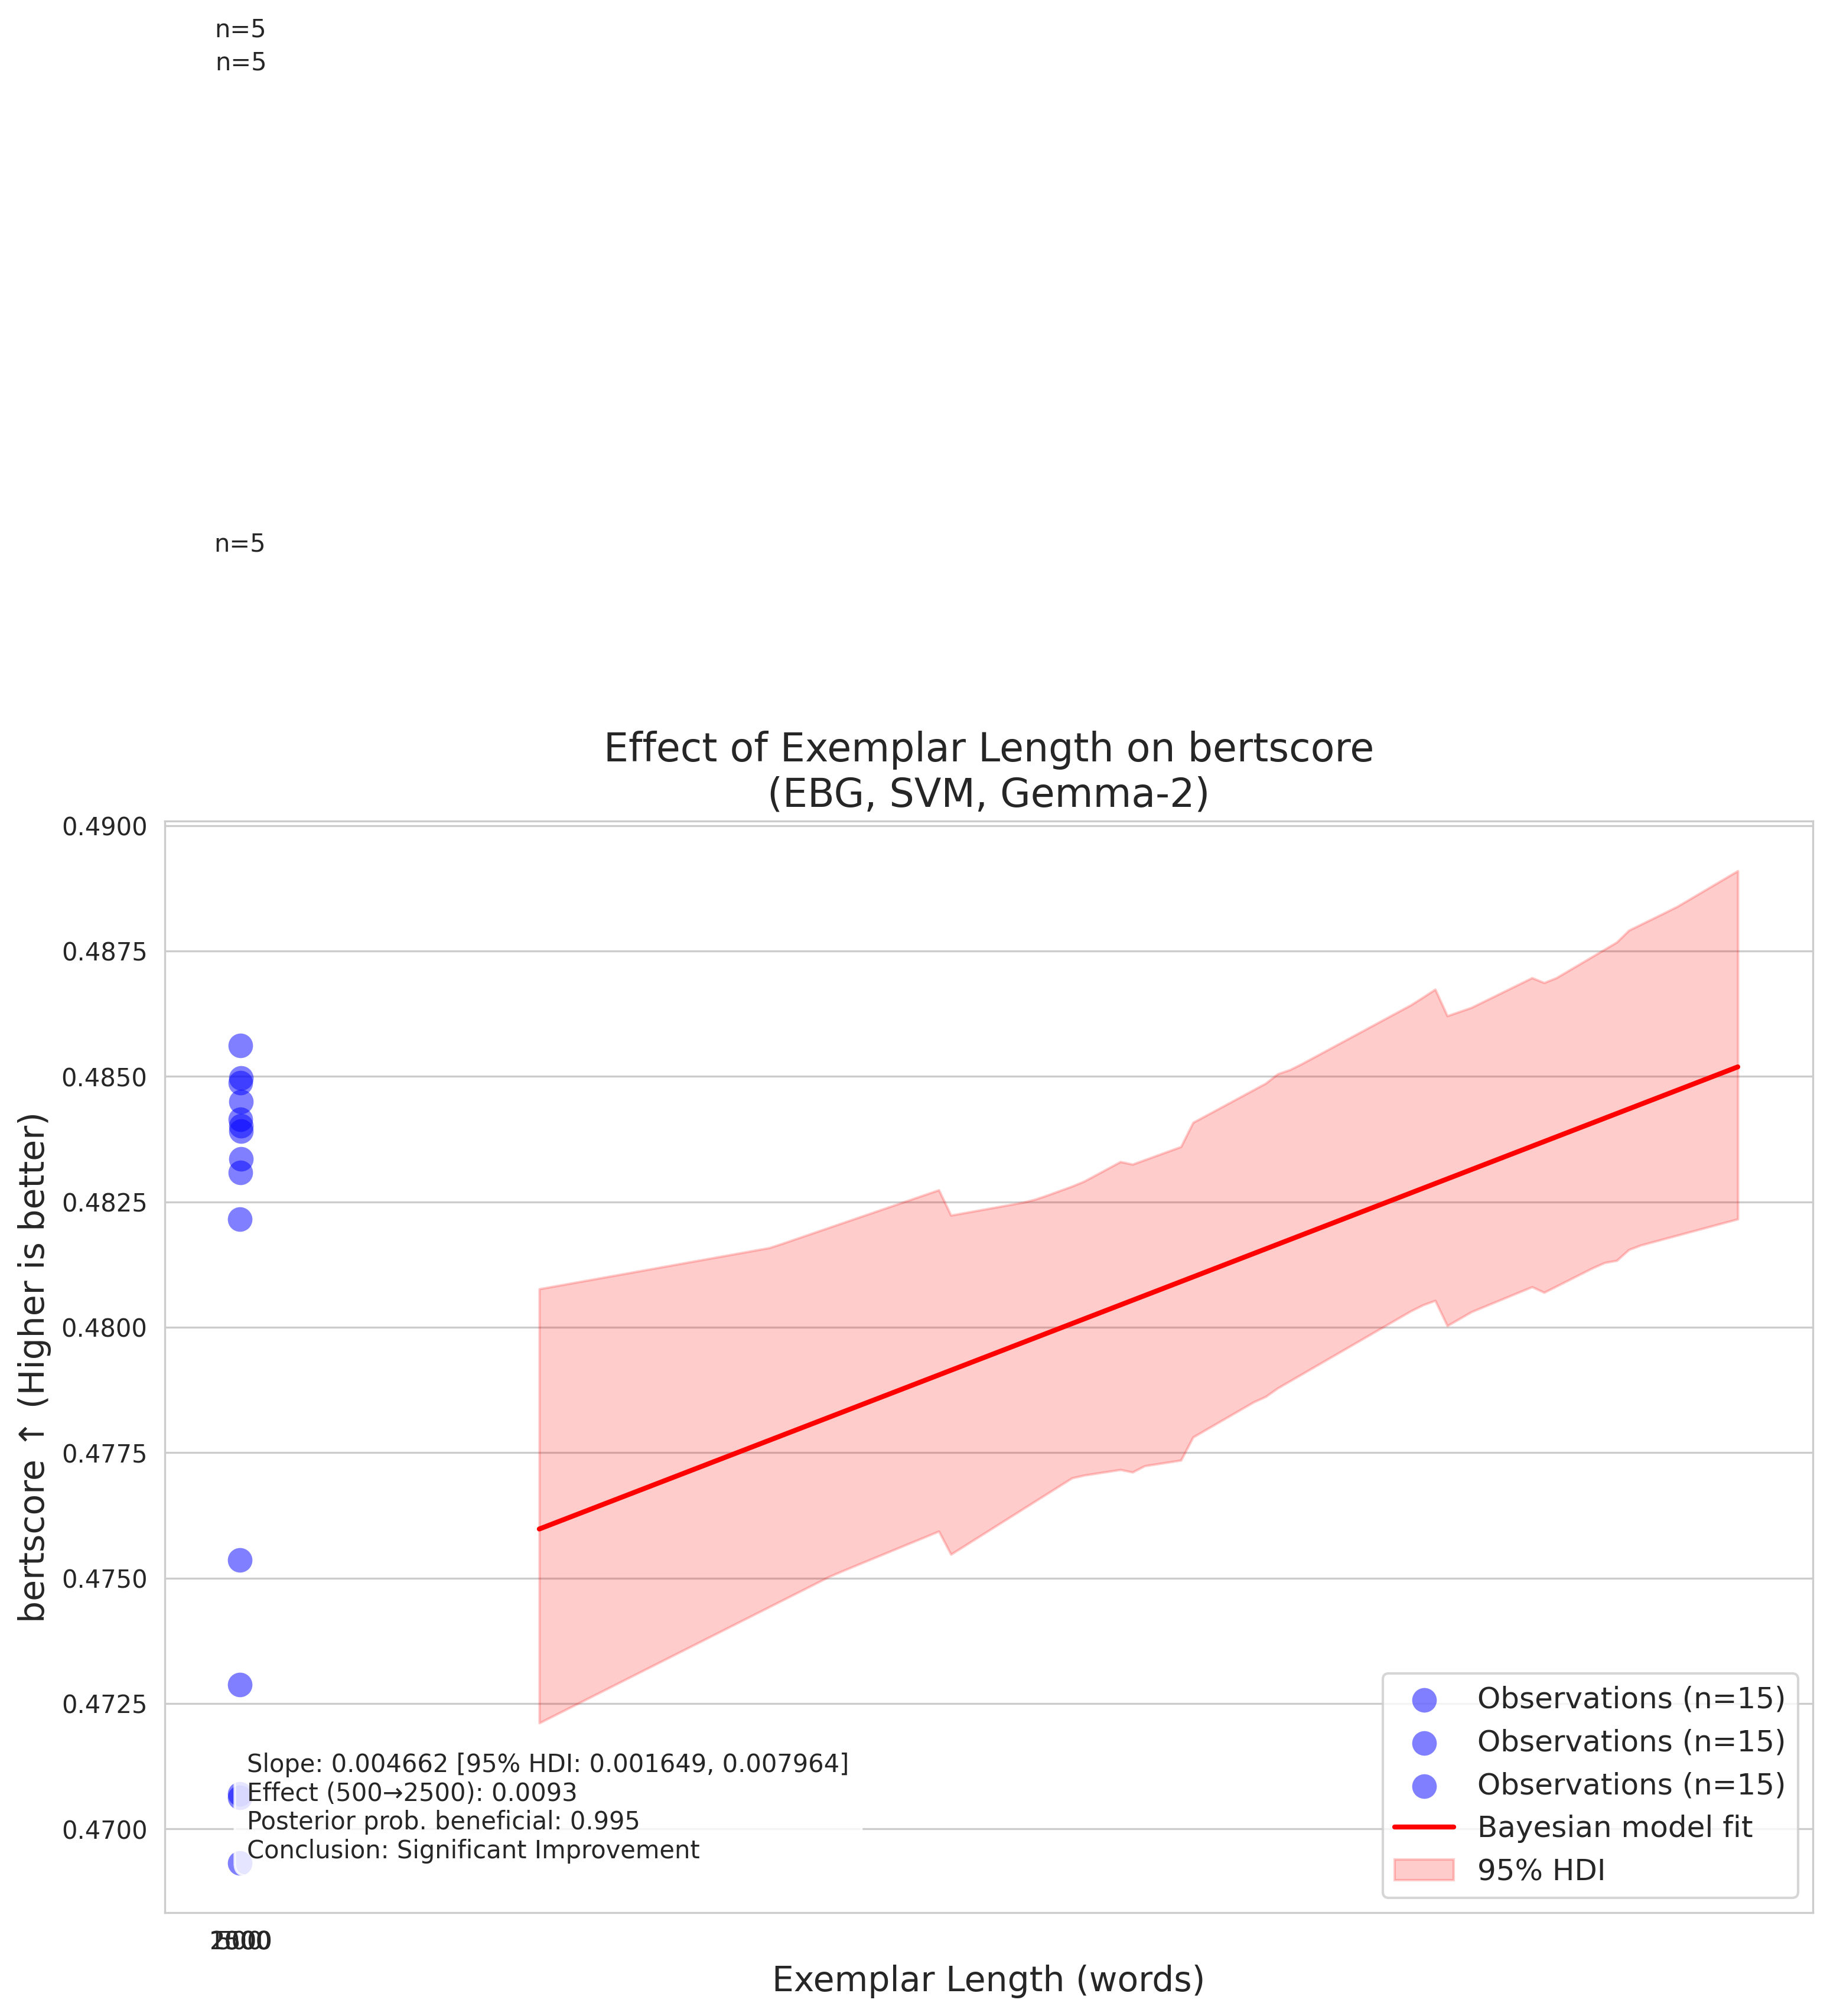 n=5
n=5
n=5
Effect of Exemplar Length on bertscore
(EBG, SVM, Gemma-2)
bertscore ↑ (Higher is better)
0.4900
0.4875
0.4850
0.4825
0.4800
0.4775
0.4750
0.4725
0.4700
Slope: 0.004662 [95% HDI: 0.001649, 0.007964]
Effect (500→2500): 0.0093
Posterior prob. beneficial: 0.995
Conclusion: Significant Improvement
Observations (n=15)
Observations (n=15)
Observations (n=15)
Bayesian model fit
95% HDI
Exemplar Length (words)